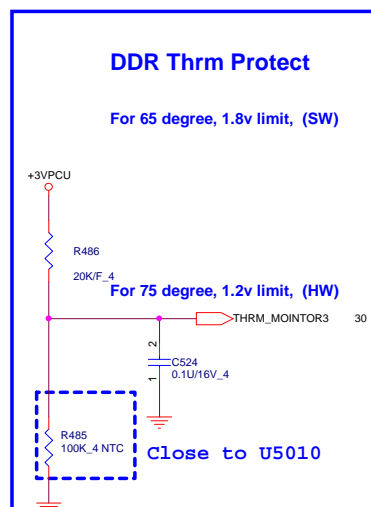 DDR Thrm Protect
For 65 degree, 1.8v limit, (SW)
+3VPCU
R486
20K/F_4
For 75 degree, 1.2v limit, (HW)
THRM_MOINTOR3 30
2
C524
0.1U/16V_4
1
R485
100K_4 NTC
Close to U5010